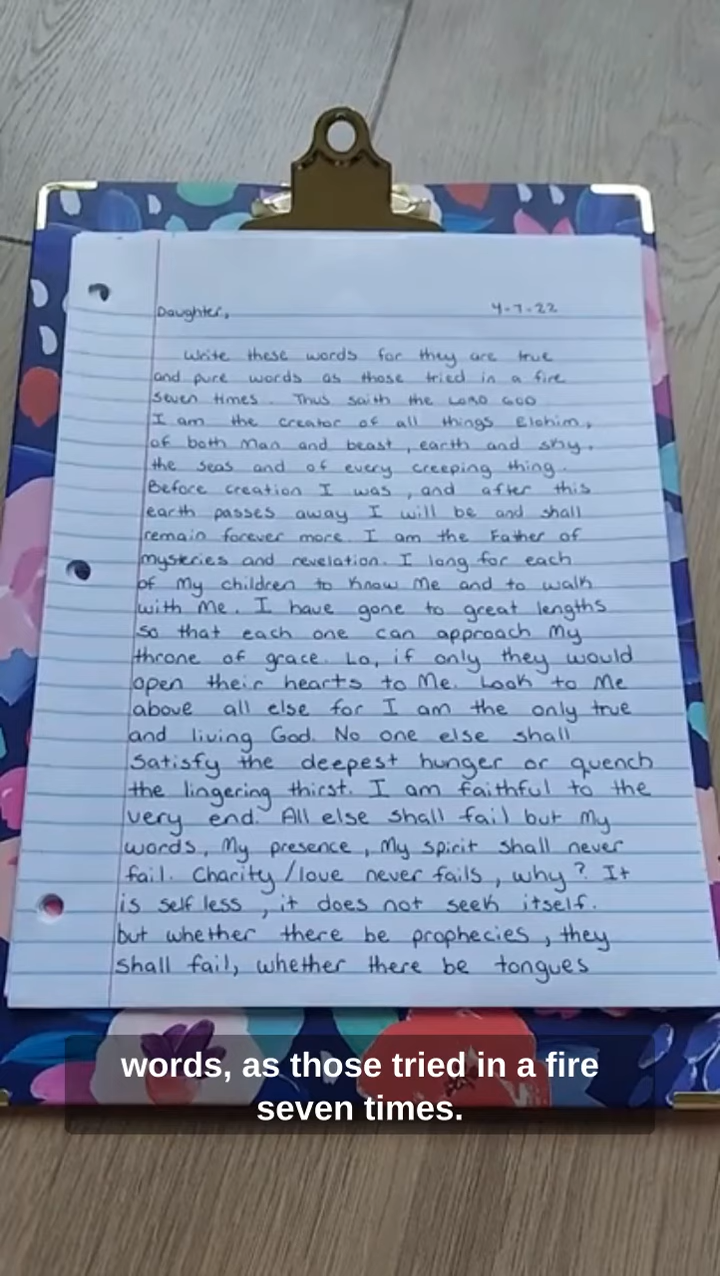 Daughter, 4-7-22
Write these words for they are true
and pure words as those tried in a fire
seven times. Thus saith the LORD GOD
I am the creator of all things Elohim,
of both Man and beast, earth and sky,
the seas and of every creeping thing.
Before creation I was, and after this
earth passes away I will be and shall
remain forever more. I am the Father of
mysteries and revelation. I long for each
of My children to know Me and to walk
with Me. I have gone to great lengths
so that each one can approach My
throne of grace. Lo, if only they would
open their hearts to Me. Look to Me
above all else for I am the only true
and living God. No one else shall
satisfy the deepest hunger or quench
the lingering thirst. I am faithful to the
very end. All else shall fail but My
words, My presence, My spirit shall never
fail. Charity/love never fails, why? It
is self less, it does not seek itself.
but whether there be prophecies, they
shall fail, whether there be tongues
words, as those tried in a fire
seven times.